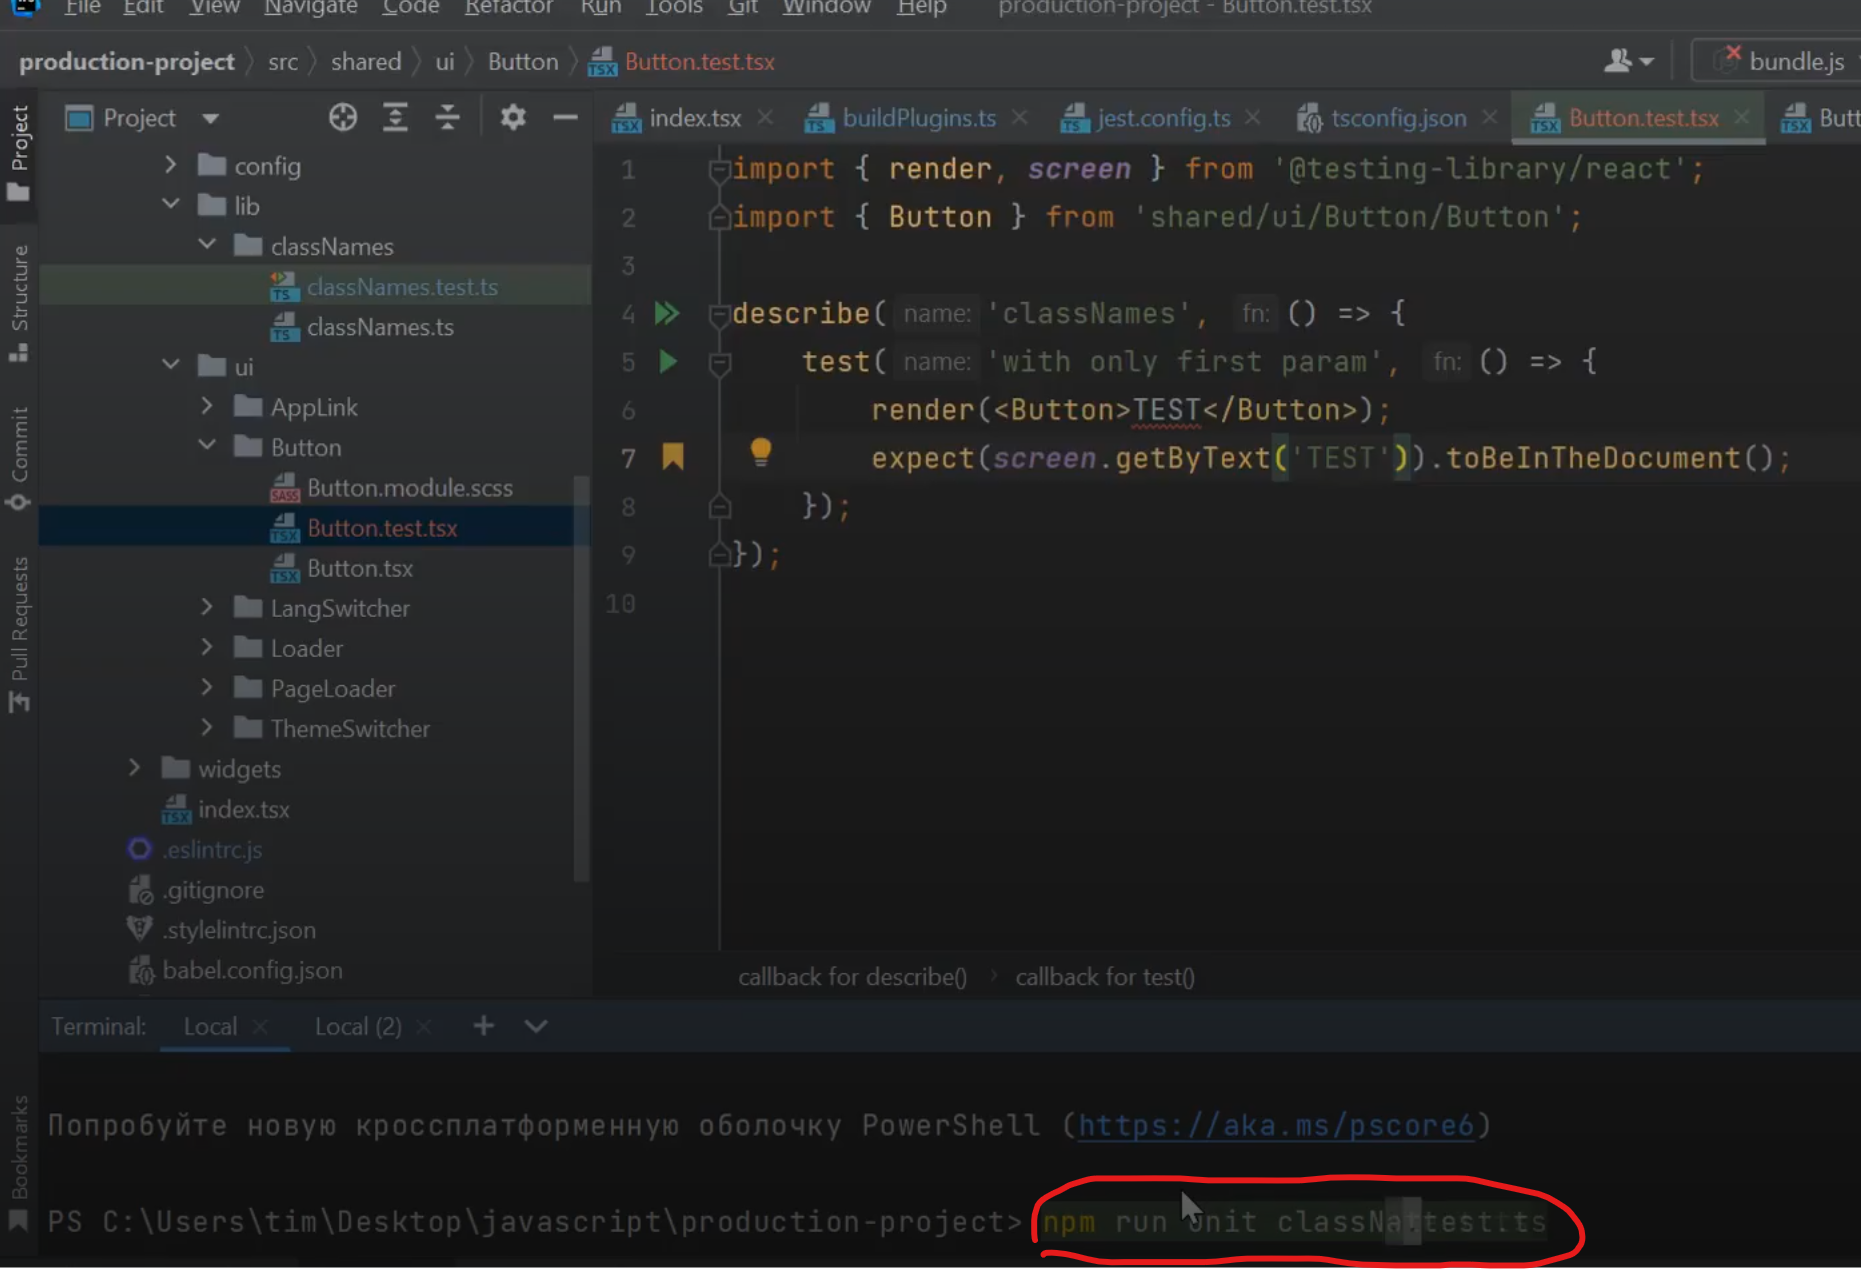 File Edit View Navigate Code Refactor Run Tools Git Window Help production-project - Button.test.tsx
production-project src shared ui Button Button.test.tsx
bundle.js
Project
index.tsx buildPlugins.ts jest.config.ts tsconfig.json Button.test.tsx Butt
Project
Structure
Commit
Pull Requests
Bookmarks
config
lib
classNames
classNames.test.ts
classNames.ts
ui
AppLink
Button
Button.module.scss
Button.test.tsx
Button.tsx
LangSwitcher
Loader
PageLoader
ThemeSwitcher
widgets
index.tsx
.eslintrc.js
.gitignore
.stylelintrc.json
babel.config.json
1 import { render, screen } from '@testing-library/react';
2 import { Button } from 'shared/ui/Button/Button';
3
4 describe( name: 'classNames', fn: () => {
5 test( name: 'with only first param', fn: () => {
6 render(<Button>TEST</Button>);
7 expect(screen.getByText('TEST')).toBeInTheDocument();
8 });
9 });
10
callback for describe() callback for test()
Terminal: Local Local (2)
Попробуйте новую кроссплатформенную оболочку PowerShell (https://aka.ms/pscore6)
PS C:\Users\tim\Desktop\javascript\production-project> npm run unit